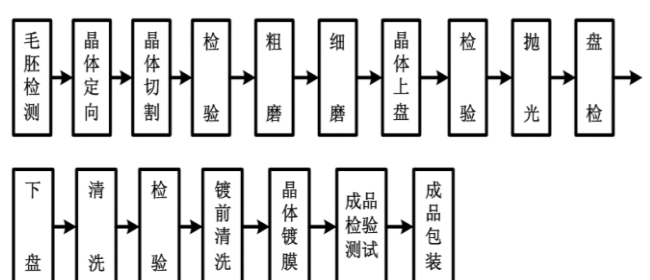 毛胚检测
晶体定向
晶体切割
检验
粗磨
细磨
晶体上盘
检验
抛光
盘检
下盘
清洗
检验
镀前清洗
晶体镀膜
成品检验测试
成品包装